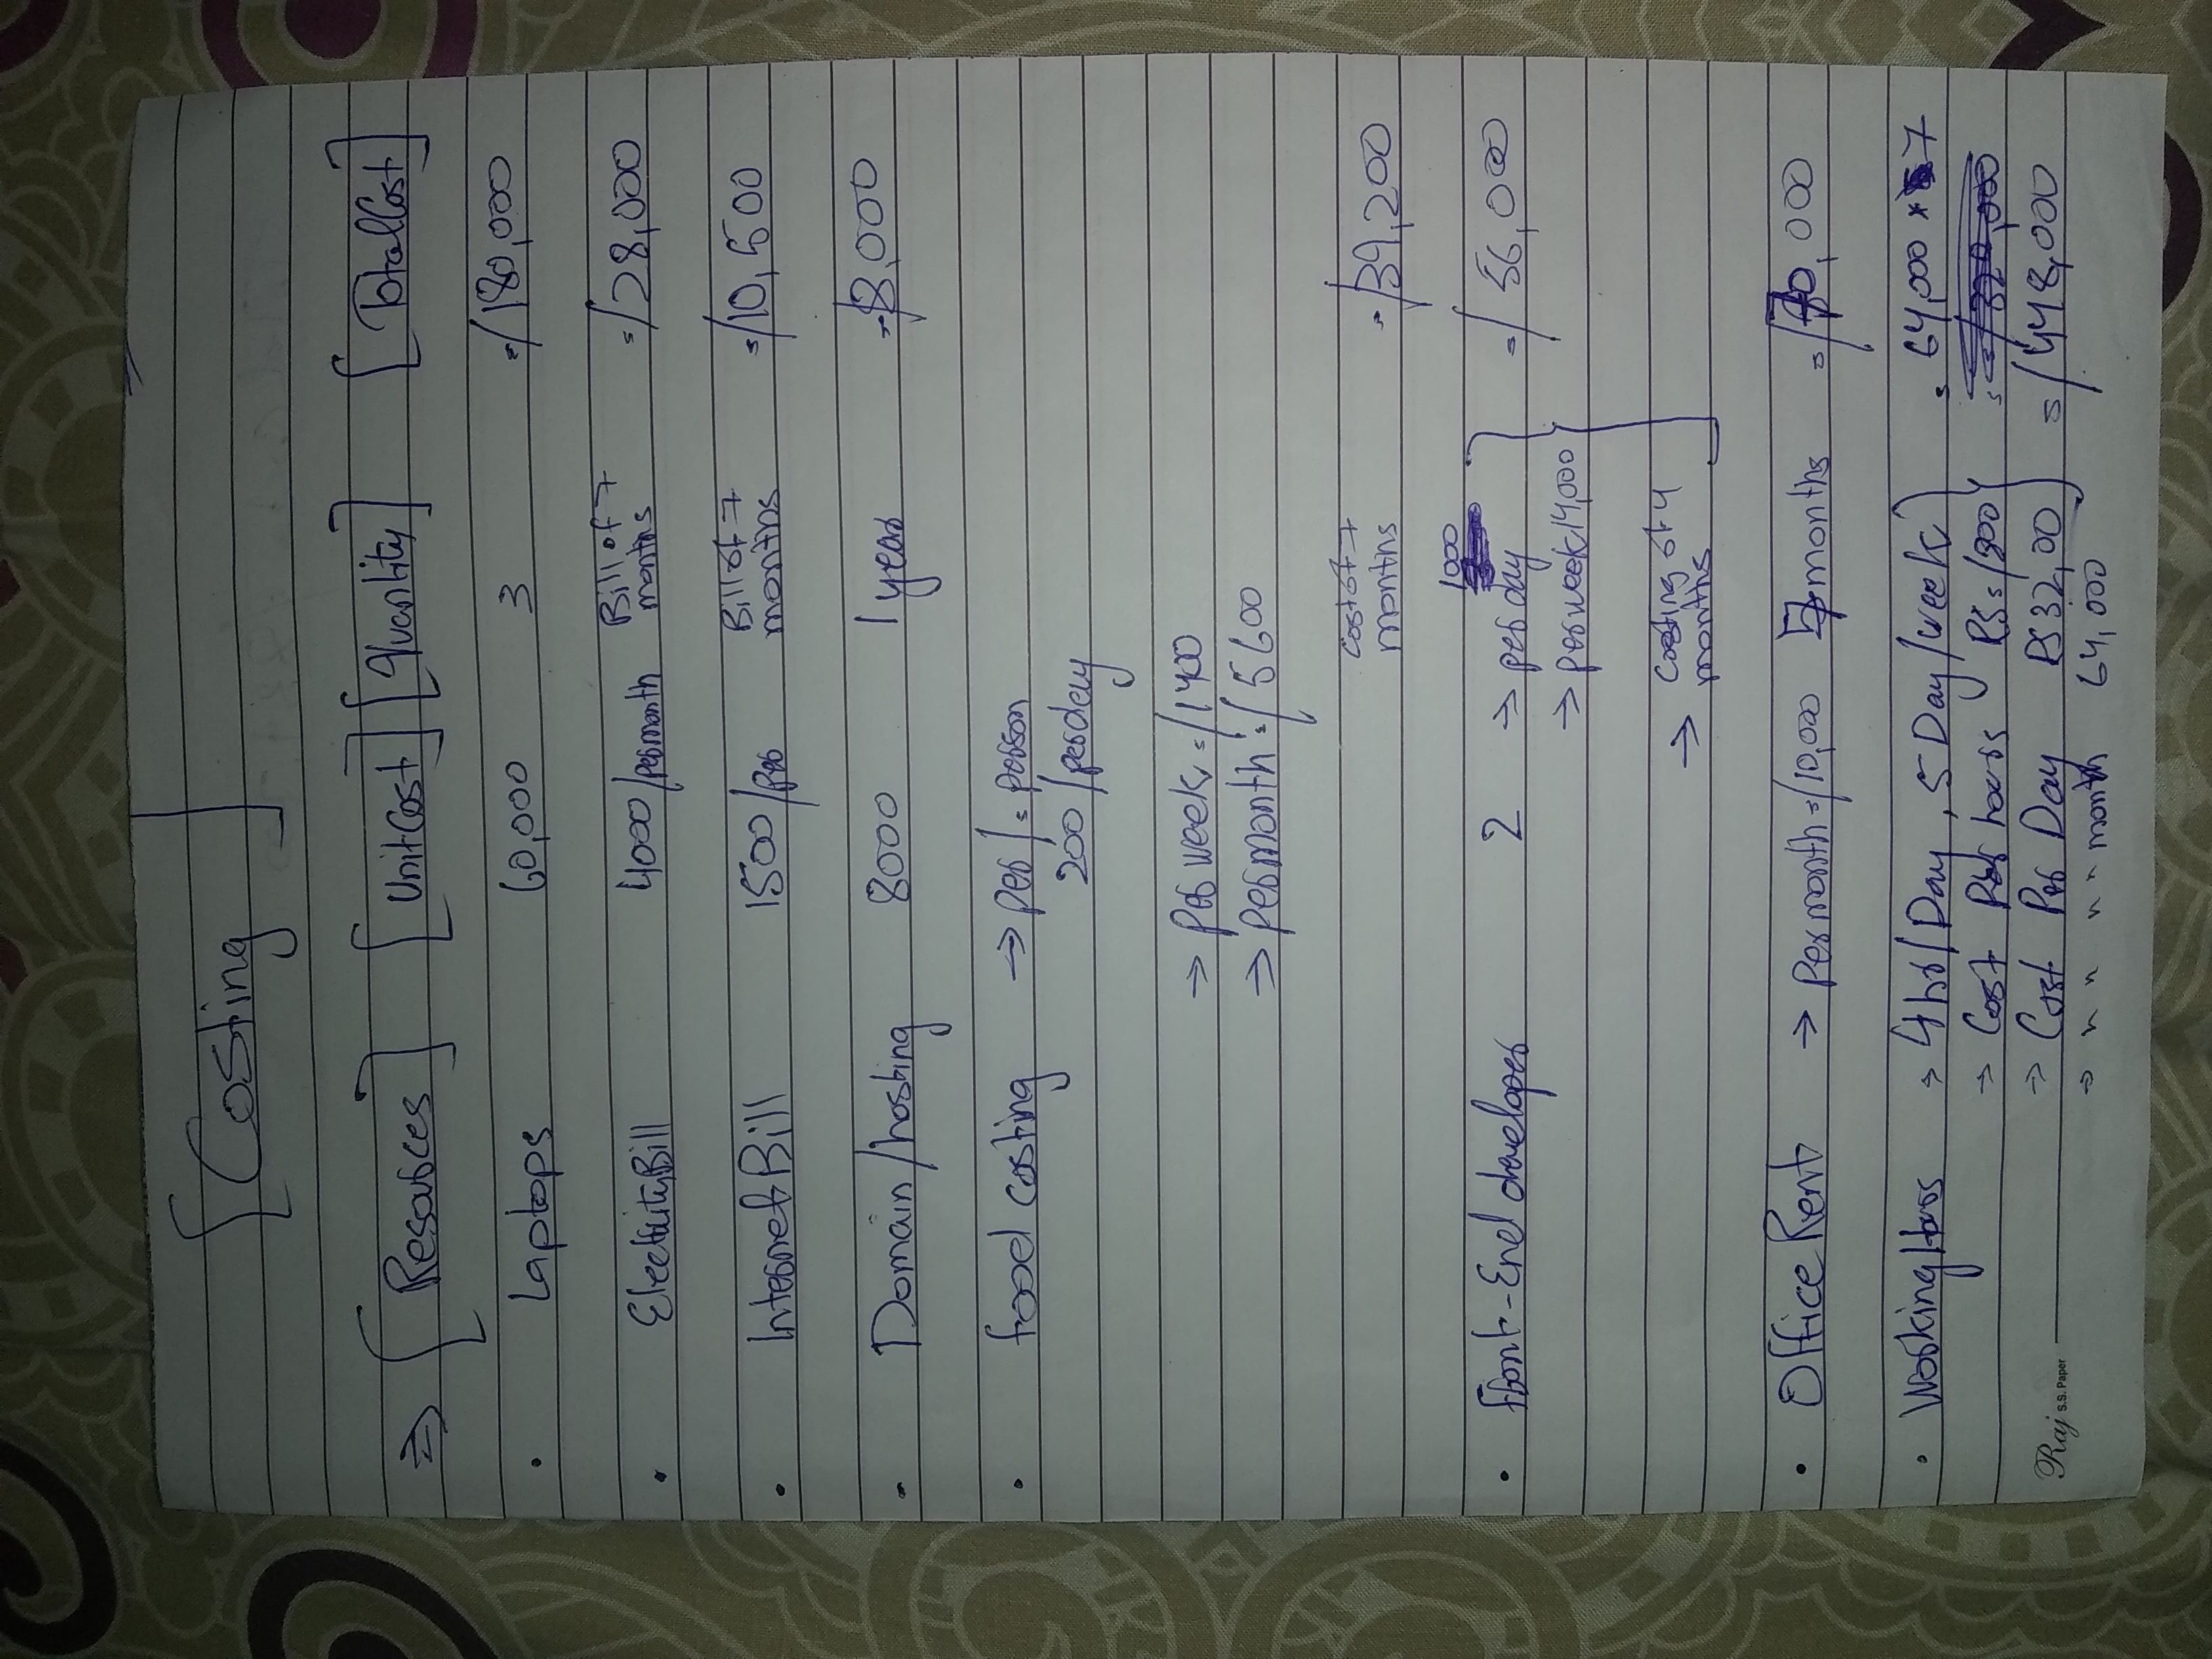 [Costing]
⇒ [Resources] [Unit Cost] [Quantity] [Total Cost]
• Laptops 60,000 3 =/180,000
• Electricity Bill 4000/per month Bill of 7 =/28,000
months
• Internet Bill 1500/per Bill of 7 =/10,500
months
• Domain/hosting 8000 1 year =/8,000
• food costing → per/= person
200/per day
→ Per week =/1400
→ per month =/5600
cost of 7 =/39,200
months
1000
• Front-End developer 2 → per day =/56,000
→ per week 14,000
→ costing of 4
months
• Office Rent → Per month =/10,000 7 months =/70,000
• Working Hours → 4hrs/Day, 5 Day/week) = 64,000 * 7
→ Cost Per hours Rs/800
→ Cost Per Day Rs 32,00 =/448,000
→ " " " month 64,000
Raj S.S. Paper